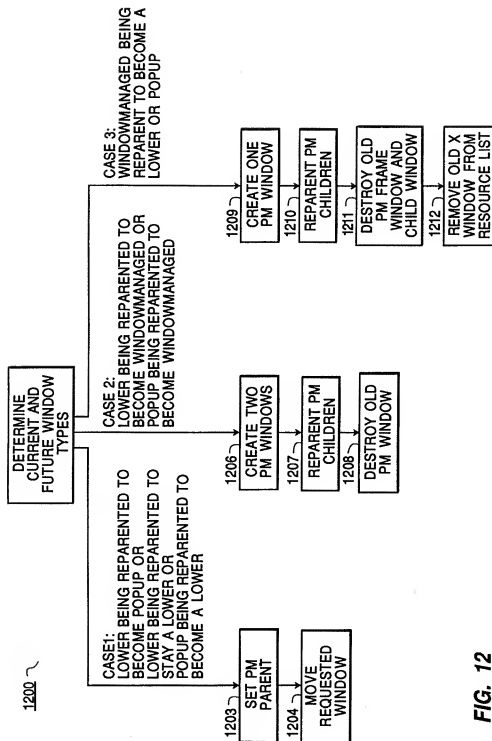 1200
DETERMINE
CURRENT AND
FUTURE WINDOW
TYPES
CASE1:
LOWER BEING REPARENTED TO
BECOME POPUP OR
LOWER BEING REPARENTED TO
STAY A LOWER OR
POPUP BEING REPARENTED TO
BECOME A LOWER
1203
SET PM
PARENT
1204
MOVE
REQUESTED
WINDOW
CASE 2:
LOWER BEING REPARENTED TO
BECOME WINDOWMANAGED OR
POPUP BEING REPARENTED TO
BECOME WINDOWMANAGED
1206
CREATE TWO
PM WINDOWS
1207
REPARENT PM
CHILDREN
1208
DESTROY OLD
PM WINDOW
CASE 3:
WINDOWMANAGED BEING
REPARENT TO BECOME A
LOWER OR POPUP
1209
CREATE ONE
PM WINDOW
1210
REPARENT PM
CHILDREN
1211
DESTROY OLD
PM FRAME
WINDOW AND
CHILD WINDOW
1212
REMOVE OLD X
WINDOW FROM
RESOURCE LIST
FIG. 12